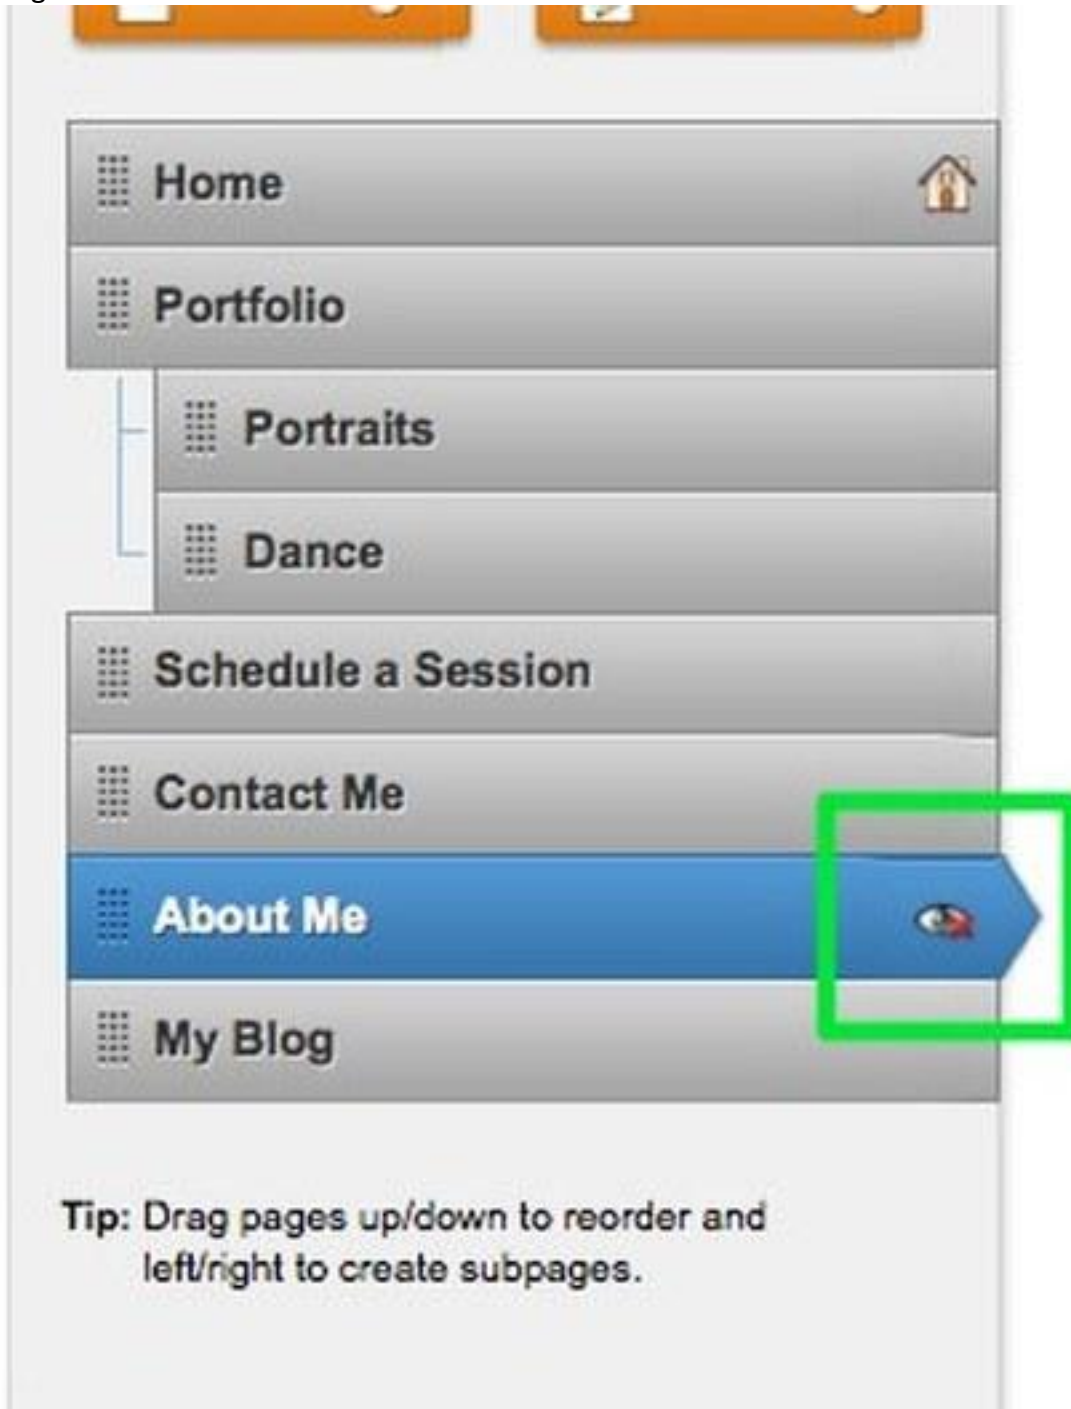 Home
Portfolio
Portraits
Dance
Schedule a Session
Contact Me
About Me
My Blog
Tip: Drag pages up/down to reorder and
left/right to create subpages.